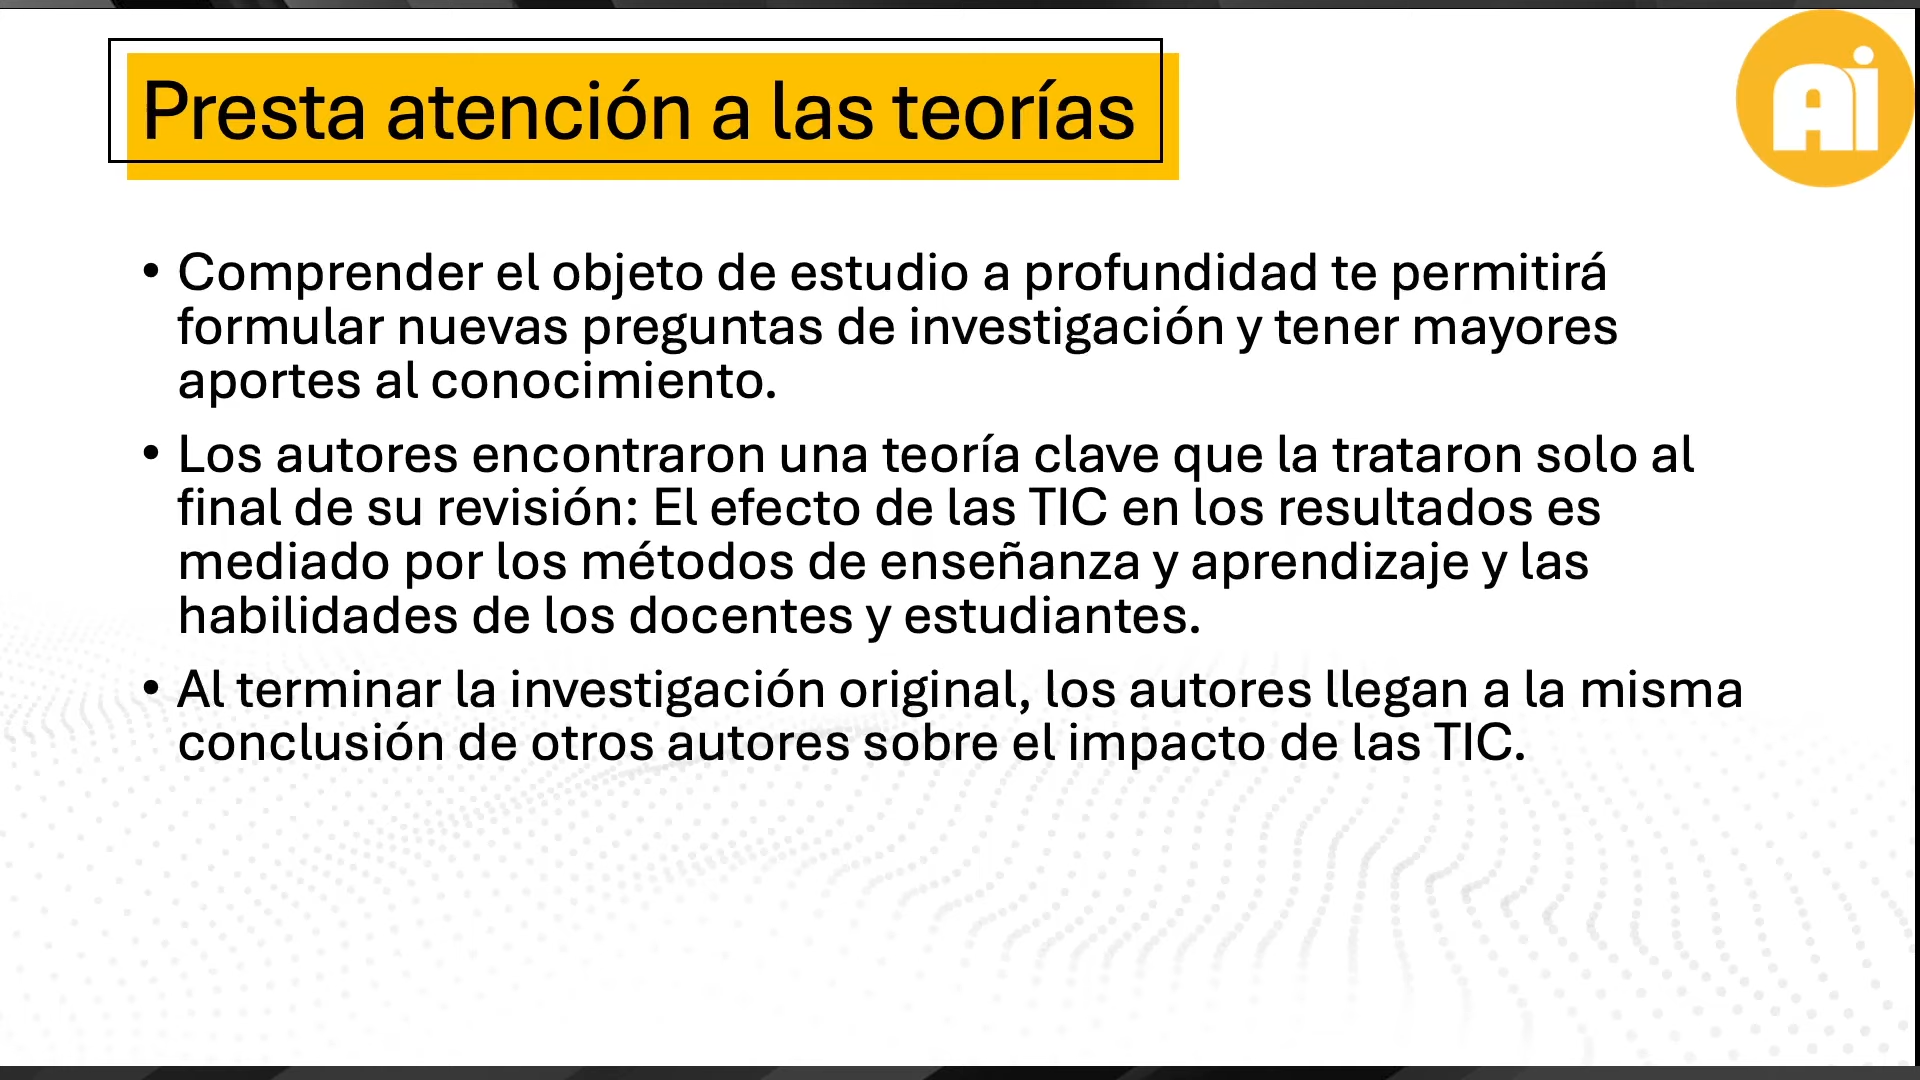 Presta atención a las teorías
Ai
• Comprender el objeto de estudio a profundidad te permitirá
formular nuevas preguntas de investigación y tener mayores
aportes al conocimiento.
• Los autores encontraron una teoría clave que la trataron solo al
final de su revisión: El efecto de las TIC en los resultados es
mediado por los métodos de enseñanza y aprendizaje y las
habilidades de los docentes y estudiantes.
• Al terminar la investigación original, los autores llegan a la misma
conclusión de otros autores sobre el impacto de las TIC.